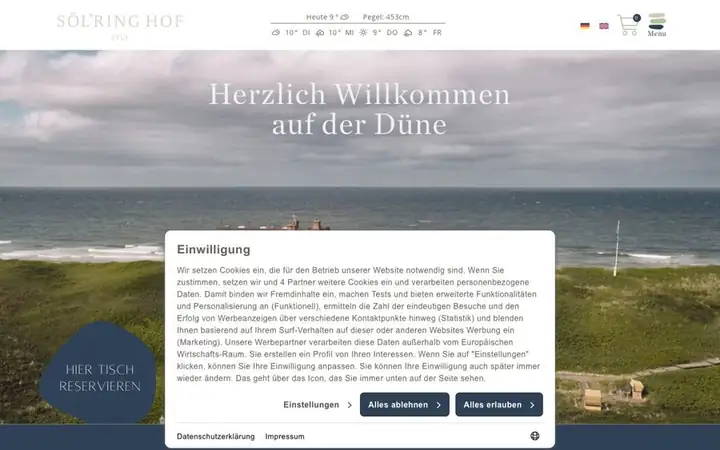 SÖL'RING HOF
SYLT
Heute 9 ° Pegel: 453cm
10° DI 10° MI 9° DO 8° FR
0
Menu
Herzlich Willkommen
auf der Düne
HIER TISCH
RESERVIEREN
Einwilligung
Wir setzen Cookies ein, die für den Betrieb unserer Website notwendig sind. Wenn Sie
zustimmen, setzen wir und 4 Partner weitere Cookies ein und verarbeiten personenbezogene
Daten. Damit binden wir Fremdinhalte ein, machen Tests und bieten erweiterte Funktionalitäten
und Personalisierung an (Funktionell), ermitteln die Zahl der eindeutigen Besuche und den
Erfolg von Werbeanzeigen über verschiedene Kontaktpunkte hinweg (Statistik) und blenden
Ihnen basierend auf Ihrem Surf-Verhalten auf dieser oder anderen Websites Werbung ein
(Marketing). Unsere Werbepartner verarbeiten diese Daten außerhalb vom Europäischen
Wirtschafts-Raum. Sie erstellen ein Profil von Ihren Interessen. Wenn Sie auf "Einstellungen"
klicken, können Sie Ihre Einwilligung anpassen. Sie können Ihre Einwilligung auch später immer
wieder ändern. Das geht über das Icon, das Sie immer unten auf der Seite sehen.
Einstellungen Alles ablehnen Alles erlauben
Datenschutzerklärung Impressum